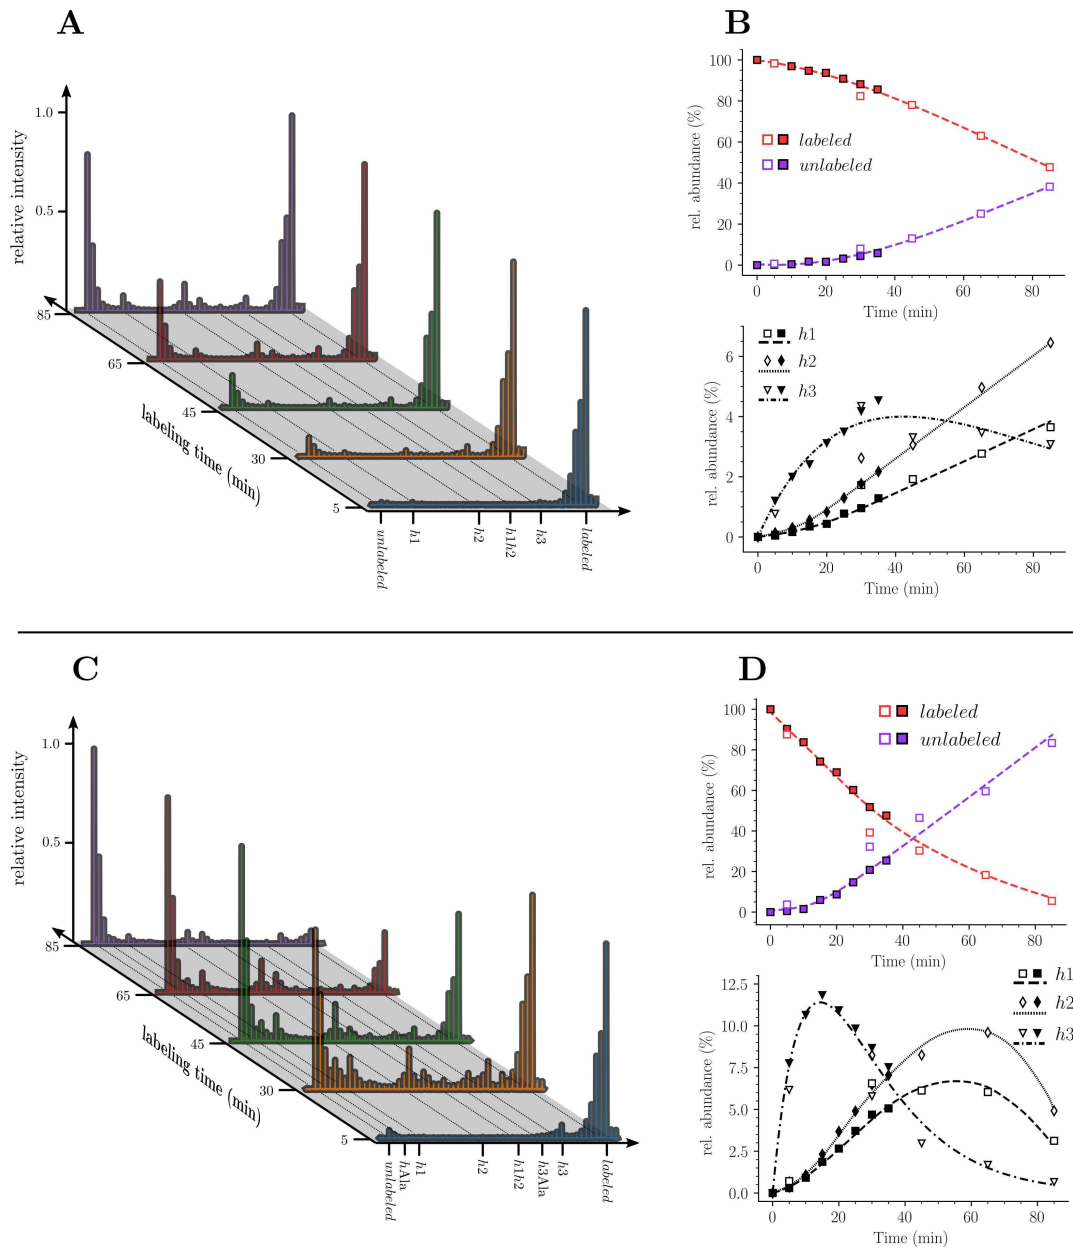 A
relative intensity
1.0
0.5
85
65
45
30
5
labeling time (min)
unlabeled
h1
h2
h1h2
h3
labeled
B
rel. abundance (%)
100
80
60
40
20
0
labeled
unlabeled
0 20 40 60 80
Time (min)
rel. abundance (%)
6
4
2
0
h1
h2
h3
0 20 40 60 80
Time (min)
C
relative intensity
1.0
0.5
85
65
45
30
5
labeling time (min)
unlabeled
hAla
h1
h2
h1h2
h3Ala
h3
labeled
D
rel. abundance (%)
100
80
60
40
20
0
labeled
unlabeled
0 20 40 60 80
Time (min)
rel. abundance (%)
12.5
10.0
7.5
5.0
2.5
0.0
h1
h2
h3
0 20 40 60 80
Time (min)